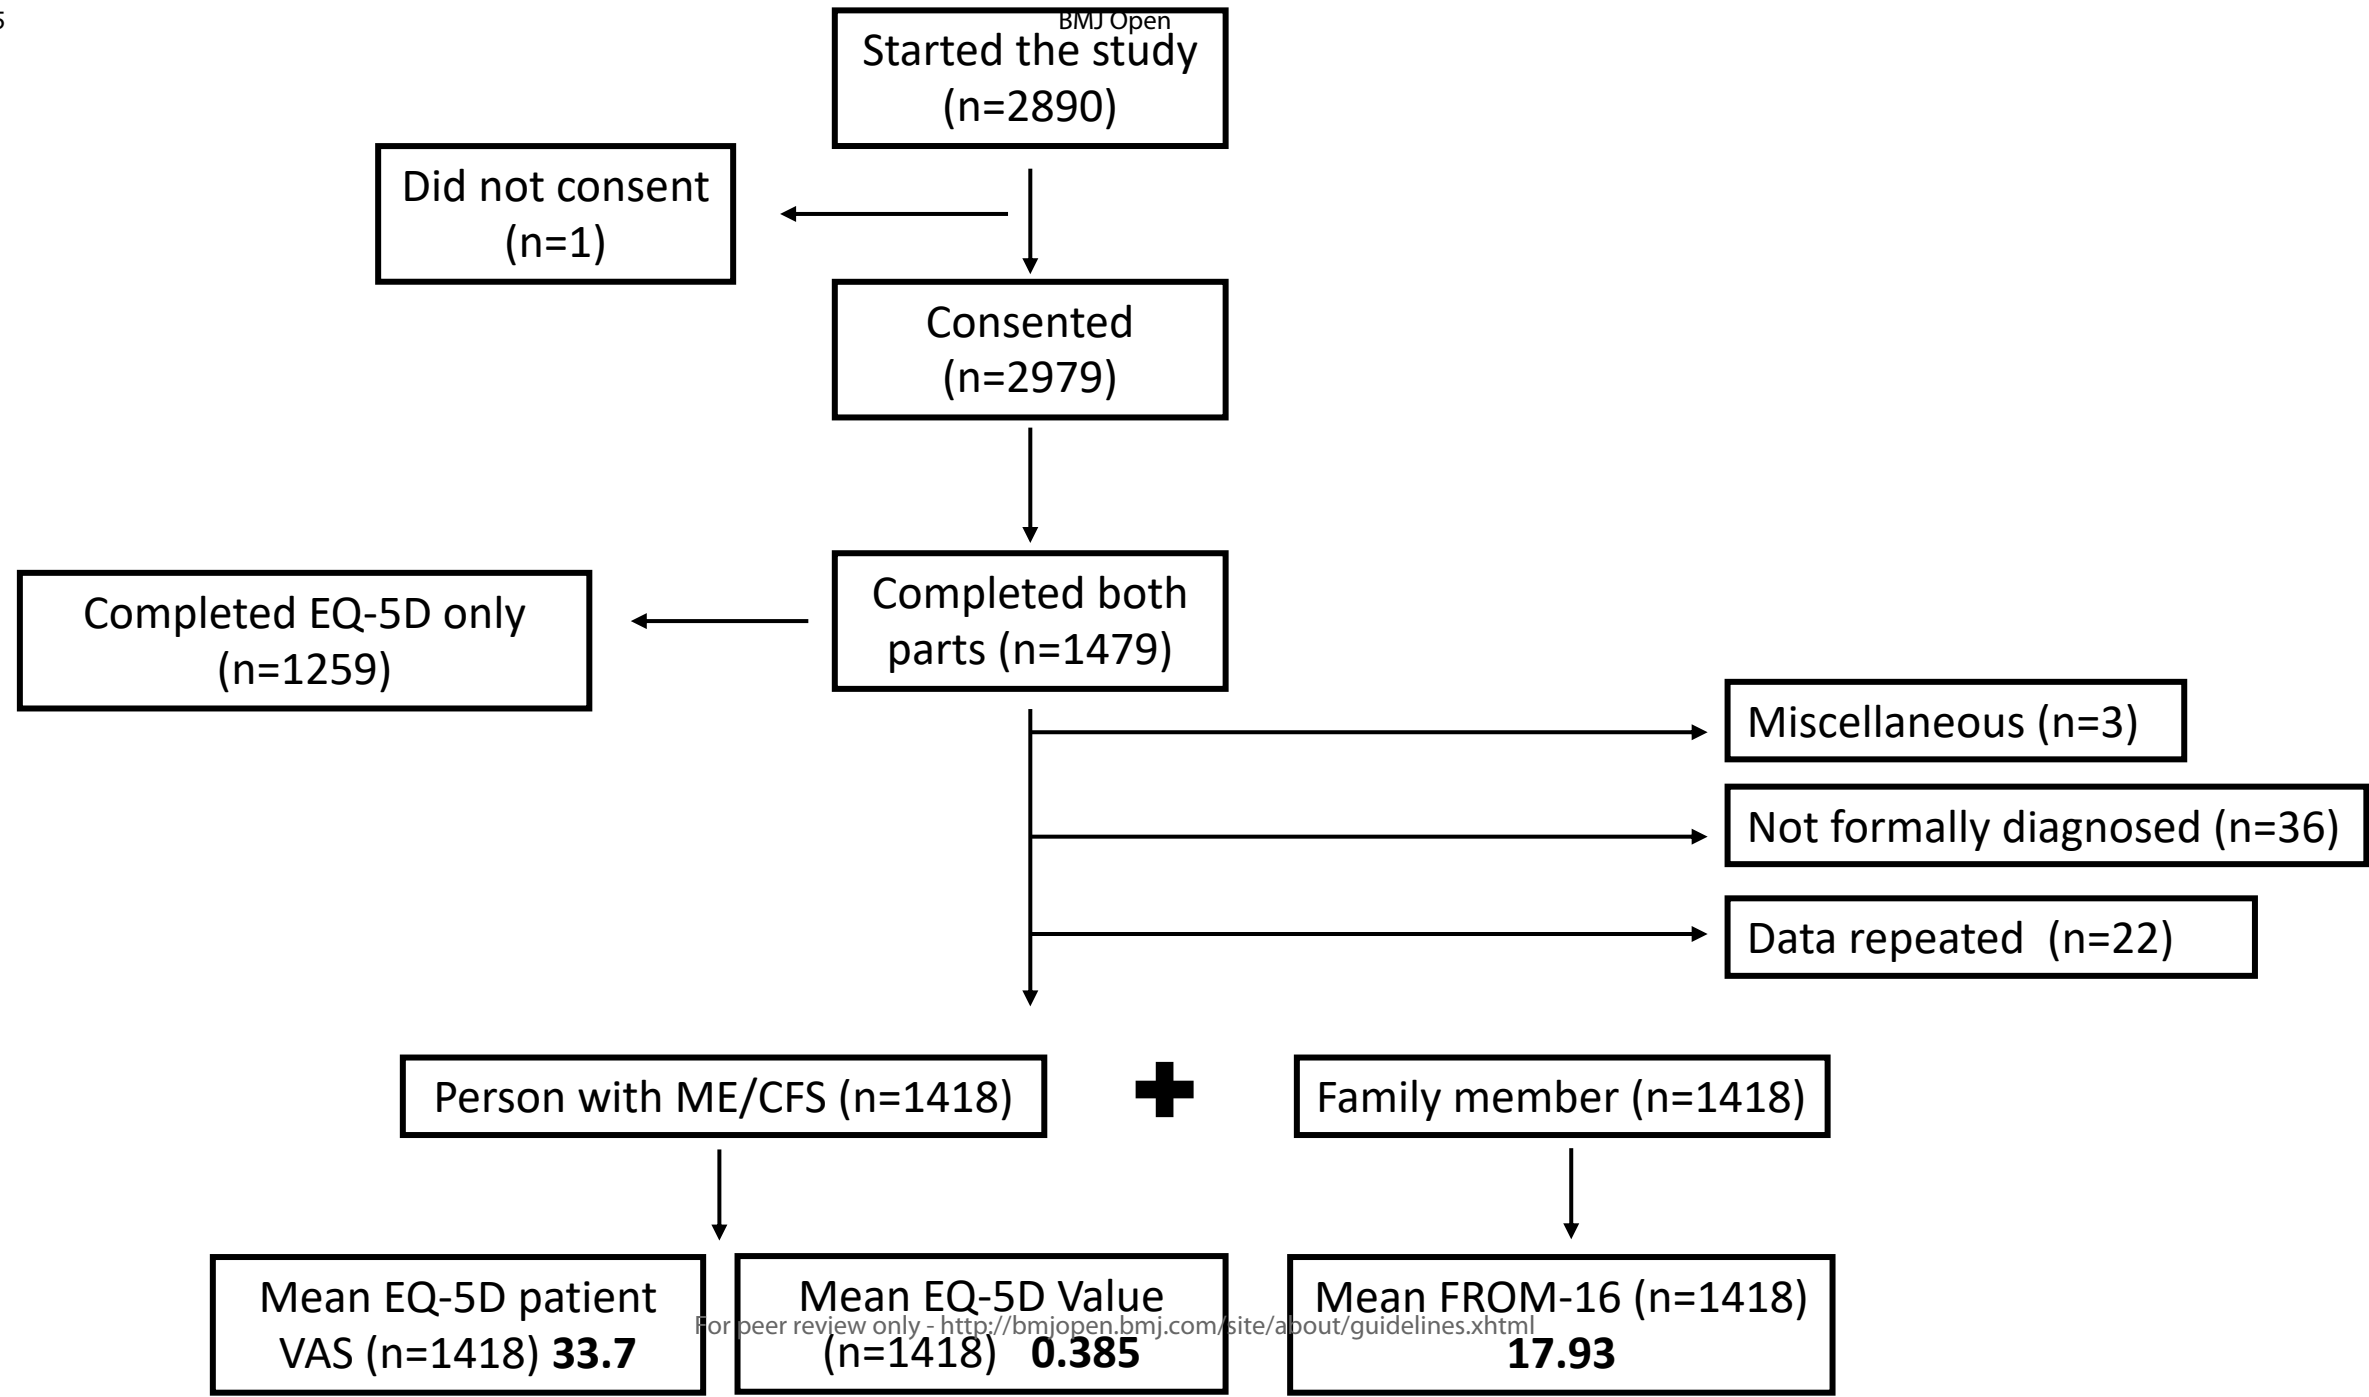 5
BMJ Open
Started the study
(n=2890)
Did not consent
(n=1)
Consented
(n=2979)
Completed both
parts (n=1479)
Completed EQ-5D only
(n=1259)
Miscellaneous (n=3)
Not formally diagnosed (n=36)
Data repeated (n=22)
Person with ME/CFS (n=1418)
Family member (n=1418)
Mean EQ-5D patient
VAS (n=1418) 33.7
Mean EQ-5D Value
(n=1418) 0.385
Mean FROM-16 (n=1418)
17.93
For peer review only - http://bmjopen.bmj.com/site/about/guidelines.xhtml